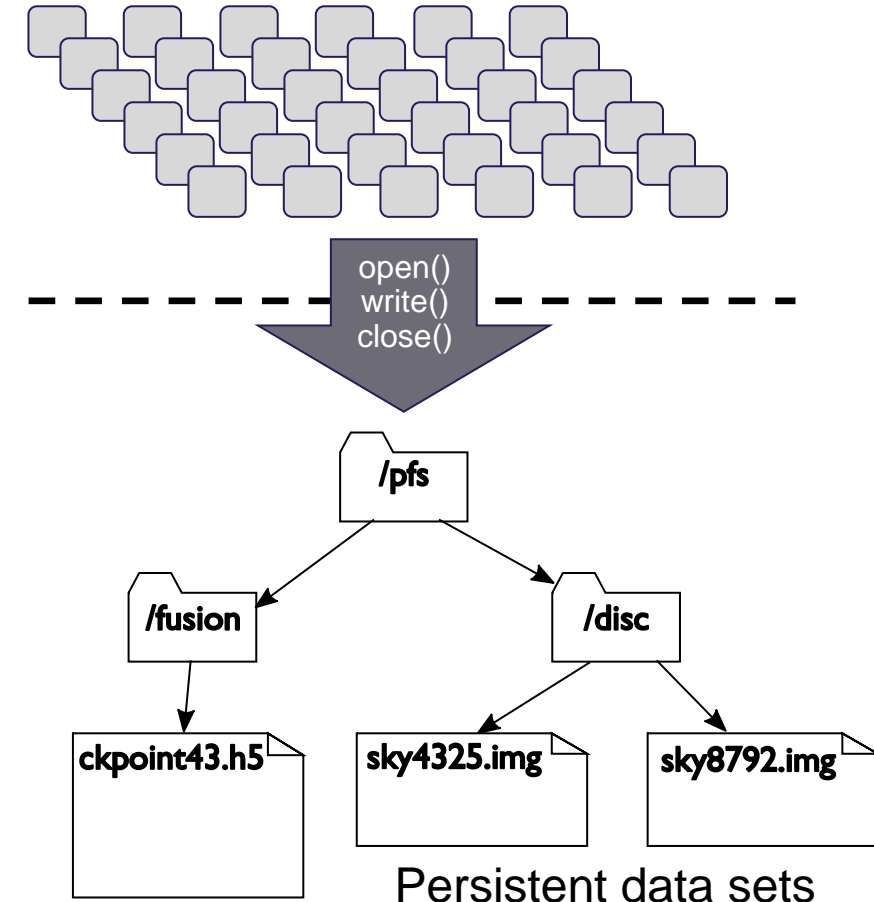 open()
write()
close()
/pfs
/fusion
/disc
ckpoint43.h5
sky4325.img
sky8792.img
Persistent data sets